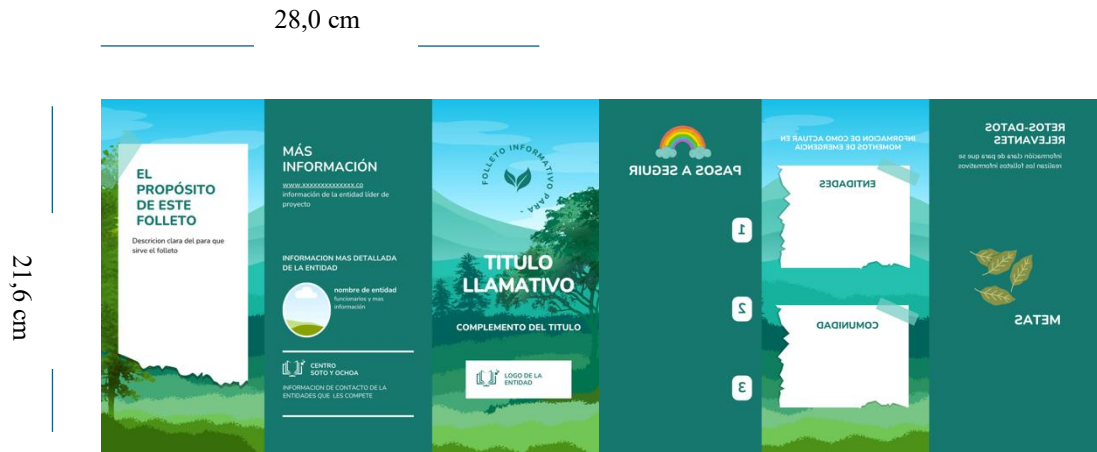 28,0 cm
21,6 cm
EL
PROPÓSITO
DE ESTE
FOLLETO
Descricion clara del para que
sirve el folleto
MÁS
INFORMACIÓN
www.xxxxxxxxxxxxxx.co
información de la entidad líder de
proyecto
INFORMACION MAS DETALLADA
DE LA ENTIDAD
nombre de entidad
funcionarios y mas
información
CENTRO
SOTO Y OCHOA
INFORMACION DE CONTACTO DE LA
ENTIDADES QUE LES COMPETE
FOLLETO INFORMATIVO PARA -
TITULO
LLAMATIVO
COMPLEMENTO DEL TITULO
LOGO DE LA
ENTIDAD
PASOS A SEGUIR
1
2
3
INFORMACION DE COMO ACTUAR EN
MOMENTOS DE EMERGENCIA
ENTIDADES
COMUNIDAD
RETOS-DATOS
RELEVANTES
información clara de para que se
realizan los folletos informativos
METAS